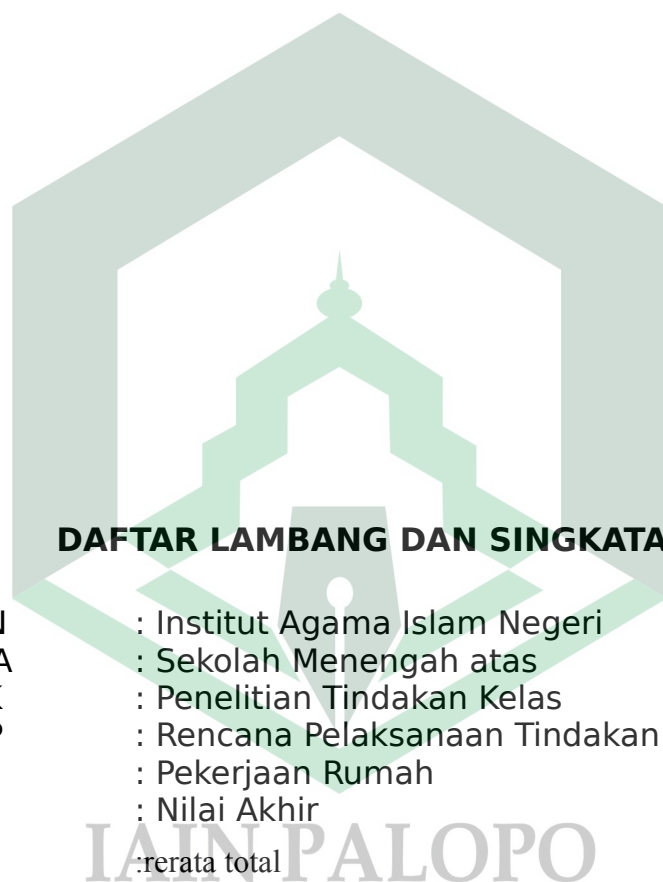 DAFTAR LAMBANG DAN SINGKATA
N : Institut Agama Islam Negeri
A : Sekolah Menengah atas
K : Penelitian Tindakan Kelas
P : Rencana Pelaksanaan Tindakan
: Pekerjaan Rumah
: Nilai Akhir
IAIN PALOPO
:rerata total